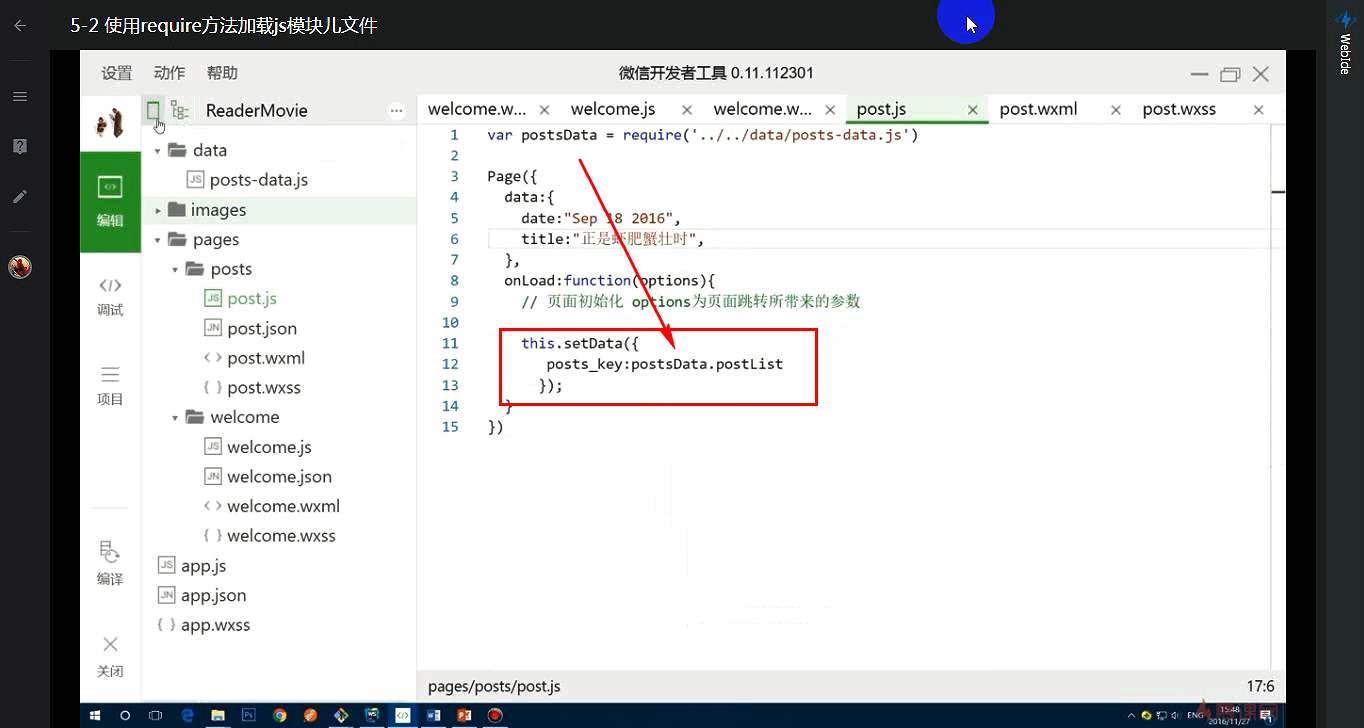 5-2 使用require方法加载js模块儿文件
WebIde
设置 动作 帮助
微信开发者工具 0.11.112301
ReaderMovie
welcome.w...
welcome.js
welcome.w...
post.js
post.wxml
post.wxss
编辑
调试
项目
编译
关闭
data
JS posts-data.js
images
pages
posts
JS post.js
JN post.json
< > post.wxml
{ } post.wxss
welcome
JS welcome.js
JN welcome.json
< > welcome.wxml
{ } welcome.wxss
JS app.js
JN app.json
{ } app.wxss
1 var postsData = require('../../data/posts-data.js')
2
3 Page({
4 data:{
5 date:"Sep 18 2016",
6 title:"正是虾肥蟹壮时",
7 },
8 onLoad:function(options){
9 // 页面初始化 options为页面跳转所带来的参数
10
11 this.setData({
12 posts_key:postsData.postList
13 });
14 }
15 })
pages/posts/post.js
17:6
ENG
15:48
2016/11/27